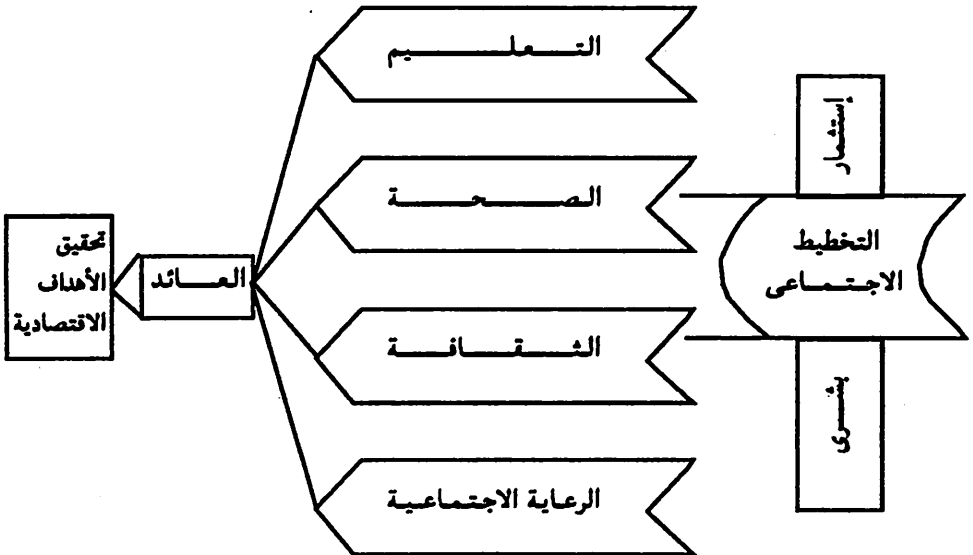 إستثمار
التخطيط
الاجتماعى
بشرى
التعليم
الصحة
الثقافة
الرعاية الاجتماعية
العائد
تحقيق
الأهداف
الاقتصادية